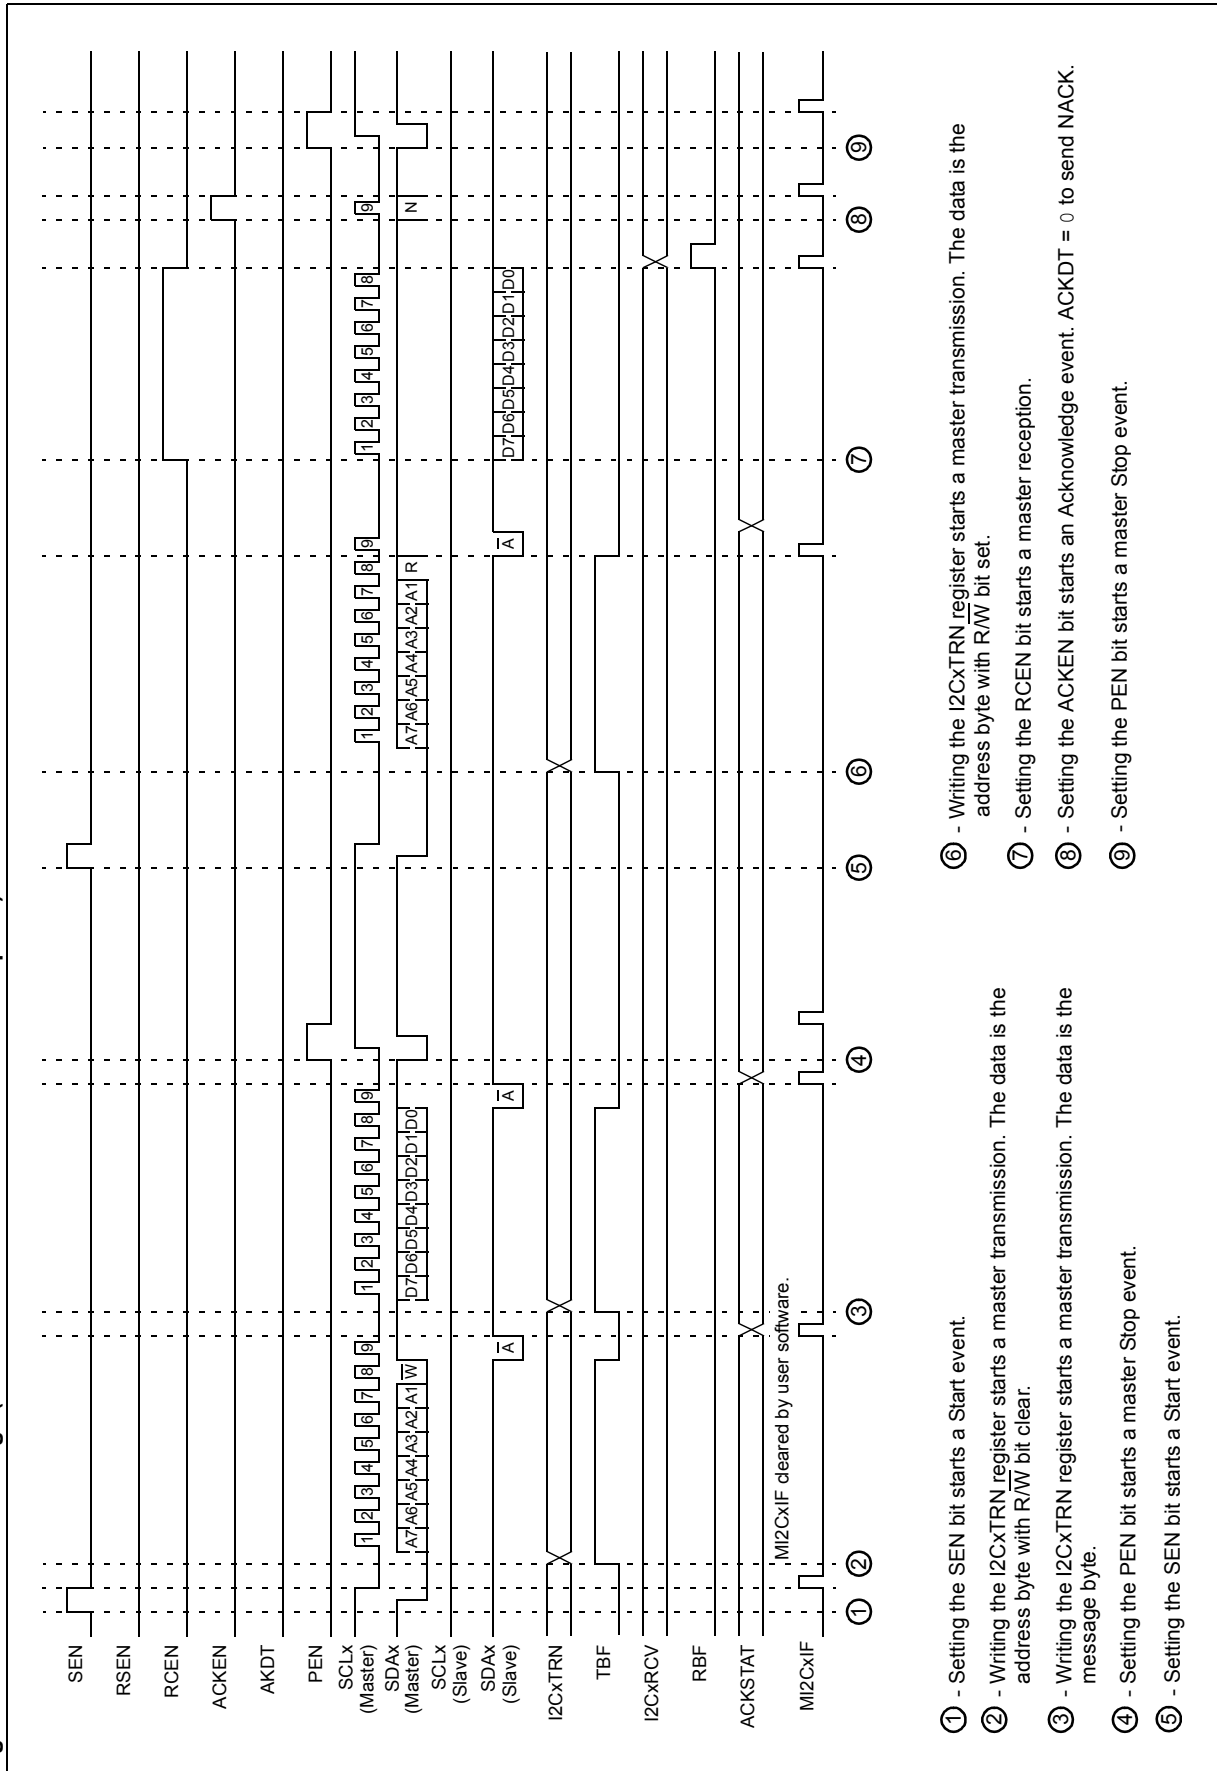 SEN
RSEN
RCEN
ACKEN
AKDT
PEN
SCLx
(Master)
SDAx
(Master)
SCLx
(Slave)
SDAx
(Slave)
I2CxTRN
TBF
I2CxRCV
RBF
ACKSTAT
MI2CxIF
1 2 3 4 5 6 7 8 9
1 2 3 4 5 6 7 8 9
1 2 3 4 5 6 7 8 9
1 2 3 4 5 6 7 8
9
A7 A6 A5 A4 A3 A2 A1 W
D7 D6 D5 D4 D3 D2 D1 D0
A7 A6 A5 A4 A3 A2 A1 R
N
A
A
A
D7 D6 D5 D4 D3 D2 D1 D0
MI2CxIF cleared by user software.
1 2 3 4 5 6 7 8 9
1 - Setting the SEN bit starts a Start event.
2 - Writing the I2CxTRN register starts a master transmission. The data is the
address byte with R/W bit clear.
3 - Writing the I2CxTRN register starts a master transmission. The data is the
message byte.
4 - Setting the PEN bit starts a master Stop event.
5 - Setting the SEN bit starts a Start event.
6 - Writing the I2CxTRN register starts a master transmission. The data is the
address byte with R/W bit set.
7 - Setting the RCEN bit starts a master reception.
8 - Setting the ACKEN bit starts an Acknowledge event. ACKDT = 0 to send NACK.
9 - Setting the PEN bit starts a master Stop event.